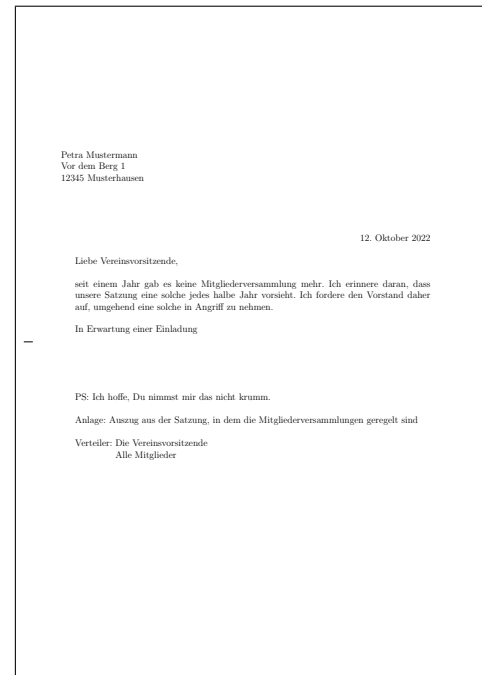 Petra Mustermann
Vor dem Berg 1
12345 Musterhausen
12. Oktober 2022
Liebe Vereinsvorsitzende,
seit einem Jahr gab es keine Mitgliederversammlung mehr. Ich erinnere daran, dass
unsere Satzung eine solche jedes halbe Jahr vorsieht. Ich fordere den Vorstand daher
auf, umgehend eine solche in Angriff zu nehmen.
In Erwartung einer Einladung
PS: Ich hoffe, Du nimmst mir das nicht krumm.
Anlage: Auszug aus der Satzung, in dem die Mitgliederversammlungen geregelt sind
Verteiler: Die Vereinsvorsitzende
Alle Mitglieder